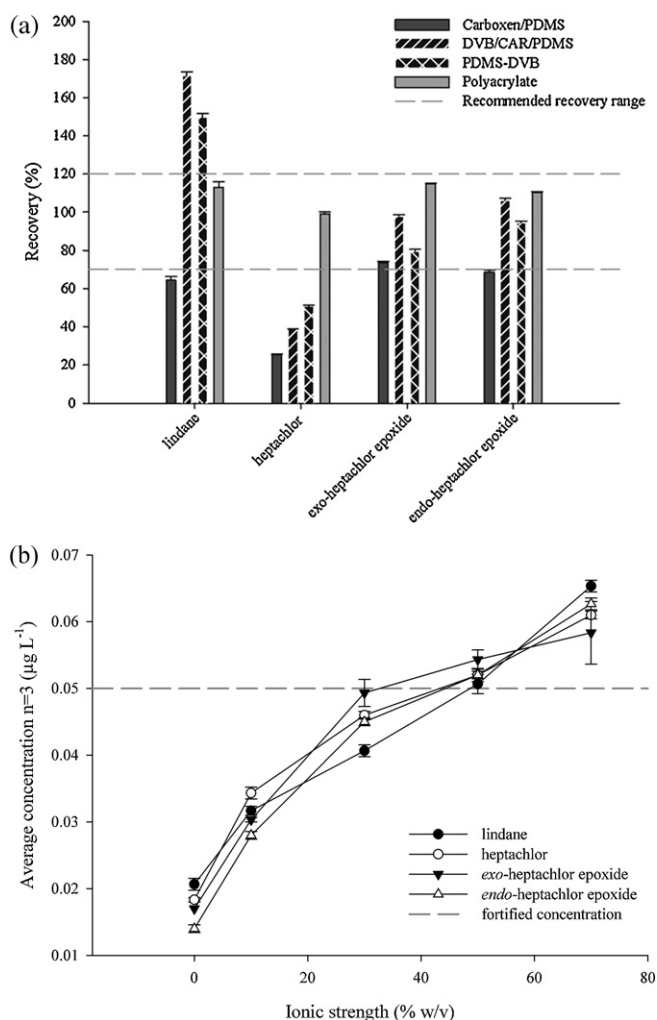 (a)
Carboxen/PDMS
DVB/CAR/PDMS
PDMS-DVB
Polyacrylate
Recommended recovery range
Recovery (%)
200
180
160
140
120
100
80
60
40
20
0
lindane
heptachlor
exo-heptachlor epoxide
endo-heptachlor epoxide
(b)
Average concentration n=3 (µg L⁻¹)
0.07
0.06
0.05
0.04
0.03
0.02
0.01
lindane
heptachlor
exo-heptachlor epoxide
endo-heptachlor epoxide
fortified concentration
0 20 40 60 80
Ionic strength (% w/v)